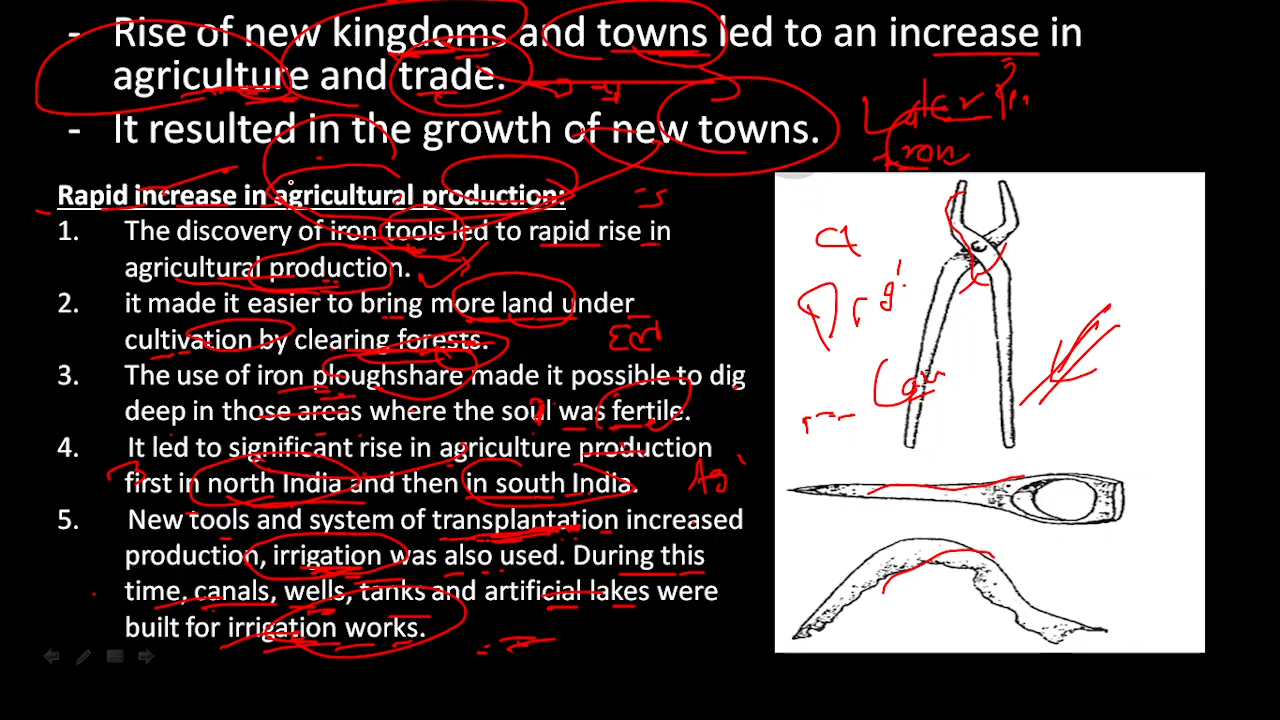 - Rise of new kingdoms and towns led to an increase in
agriculture and trade.
- It resulted in the growth of new towns.
Rapid increase in agricultural production:
1. The discovery of iron tools led to rapid rise in
agricultural production.
2. it made it easier to bring more land under
cultivation by clearing forests.
3. The use of iron ploughshare made it possible to dig
deep in those areas where the soul was fertile.
4. It led to significant rise in agriculture production
first in north India and then in south India.
5. New tools and system of transplantation increased
production, irrigation was also used. During this
time, canals, wells, tanks and artificial lakes were
built for irrigation works.
Iron